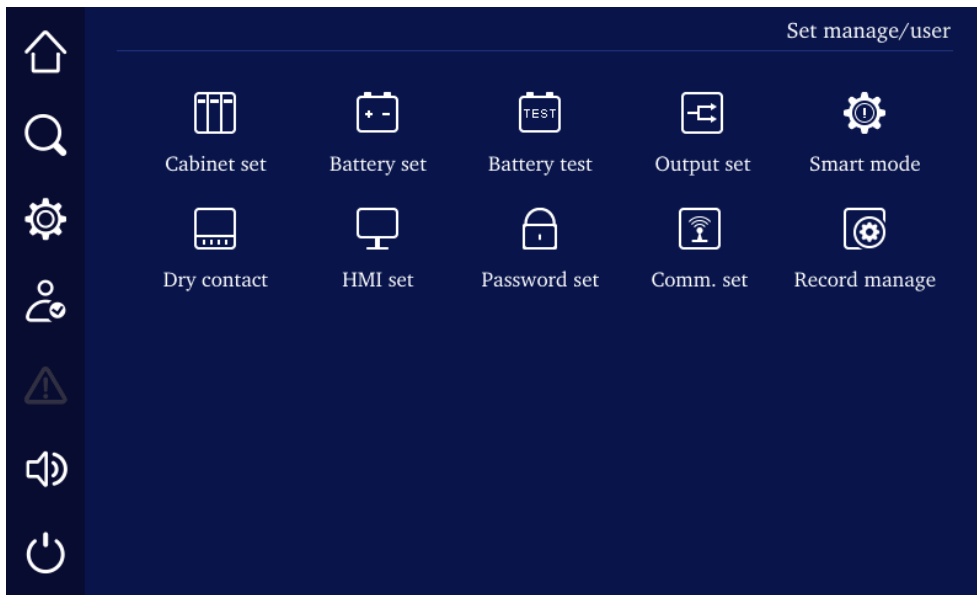 Set manage/user
TEST
Cabinet set Battery set Battery test Output set Smart mode
Dry contact HMI set Password set Comm. set Record manage